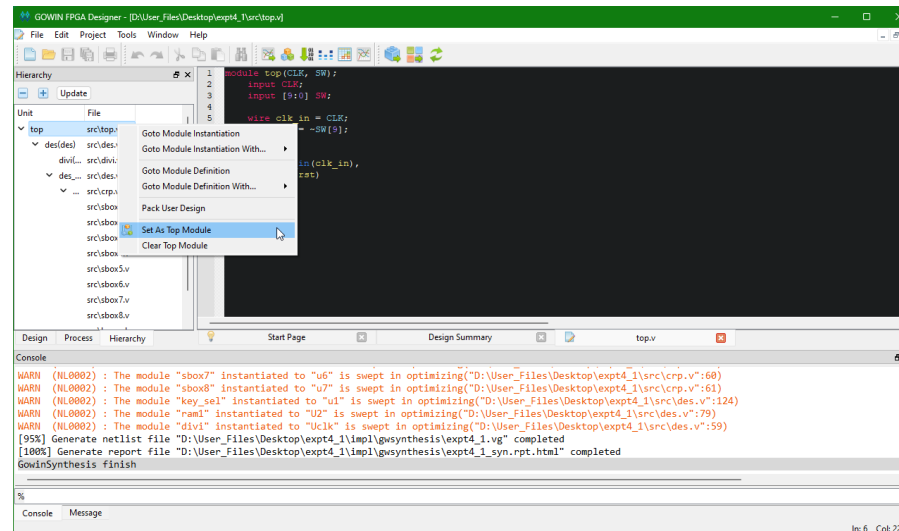 GOWIN FPGA Designer - [D:\User_Files\Desktop\expt4_1\src\top.v]
File Edit Project Tools Window Help
Hierarchy
Update
Unit File
top src\top.v
des(des) src\des.v
divi(... src\divi.v
des_... src\des.v
... src\crp.v
src\sbox
src\sbox
src\sbox
src\sbox
src\sbox5.v
src\sbox6.v
src\sbox7.v
src\sbox8.v
Goto Module Instantiation
Goto Module Instantiation With...
Goto Module Definition
Goto Module Definition With...
Pack User Design
Set As Top Module
Clear Top Module
1 module top(CLK, SW);
2 input CLK;
3 input [9:0] SW;
4
5 wire clk_in = CLK;
= ~SW[9];
in(clk_in),
rst)
Design Process Hierarchy
Start Page Design Summary top.v
Console
WARN (NL0002) : The module "sbox7" instantiated to "u6" is swept in optimizing("D:\User_Files\Desktop\expt4_1\src\crp.v":60)
WARN (NL0002) : The module "sbox8" instantiated to "u7" is swept in optimizing("D:\User_Files\Desktop\expt4_1\src\crp.v":61)
WARN (NL0002) : The module "key_sel" instantiated to "u1" is swept in optimizing("D:\User_Files\Desktop\expt4_1\src\des.v":124)
WARN (NL0002) : The module "ram1" instantiated to "U2" is swept in optimizing("D:\User_Files\Desktop\expt4_1\src\des.v":79)
WARN (NL0002) : The module "divi" instantiated to "Uclk" is swept in optimizing("D:\User_Files\Desktop\expt4_1\src\des.v":59)
[95%] Generate netlist file "D:\User_Files\Desktop\expt4_1\impl\gwsynthesis\expt4_1.vg" completed
[100%] Generate report file "D:\User_Files\Desktop\expt4_1\impl\gwsynthesis\expt4_1_syn.rpt.html" completed
GowinSynthesis finish
%
Console Message
In: 6 Col: 22